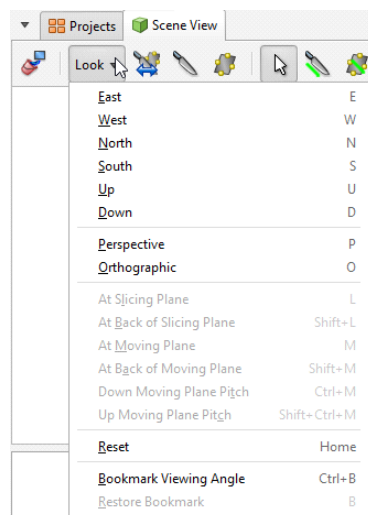 Projects Scene View
Look
East E
West W
North N
South S
Up U
Down D
Perspective P
Orthographic O
At Slicing Plane L
At Back of Slicing Plane Shift+L
At Moving Plane M
At Back of Moving Plane Shift+M
Down Moving Plane Pitch Ctrl+M
Up Moving Plane Pitch Shift+Ctrl+M
Reset Home
Bookmark Viewing Angle Ctrl+B
Restore Bookmark B